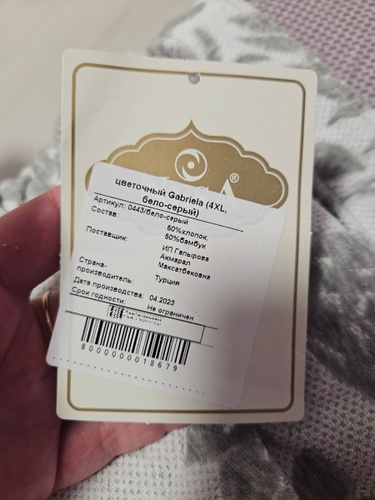 цветочный Gabriela (4XL,
бело-серый)
Артикул: 0443/бело-серый
Состав: 60%хлопок,
50%бамбук
Поставщик: ИП Гапырова
Акмарал
Максатбековна
Страна-
производитель: Турция
Дата производства: 04.2023
Срок годности: Не ограничен
8000000018679